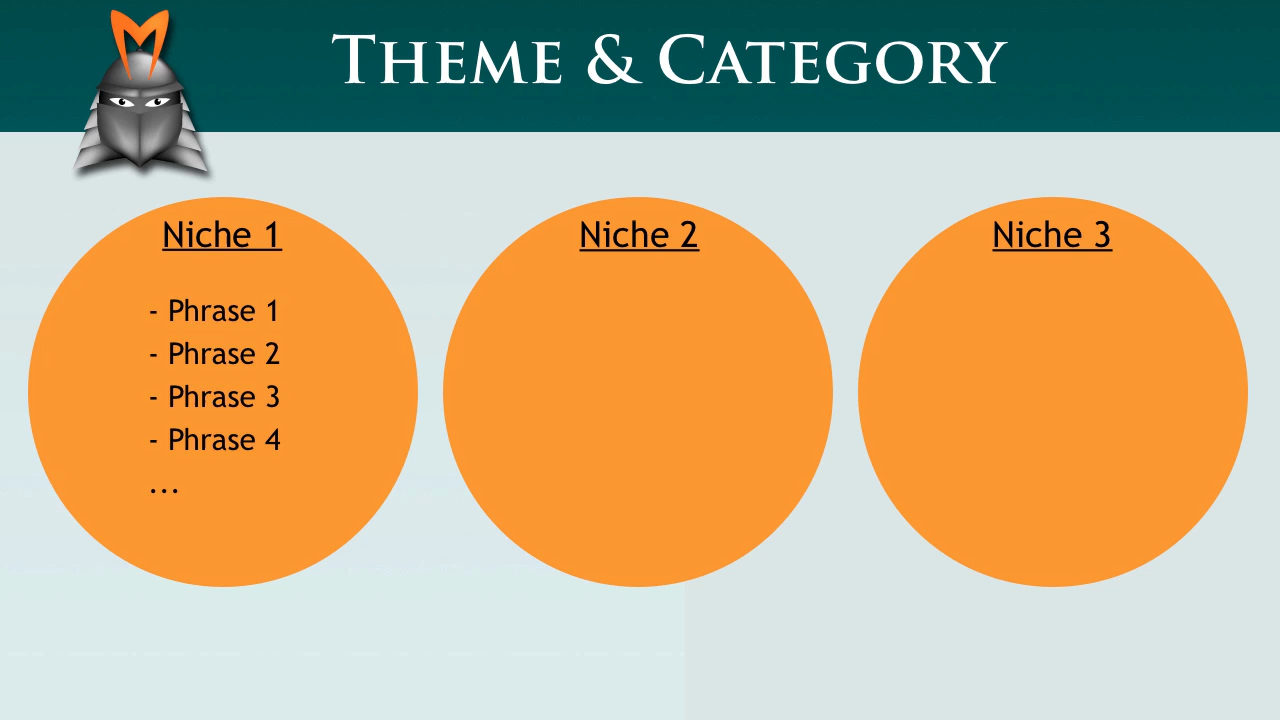 THEME & CATEGORY
Niche 1
- Phrase 1
- Phrase 2
- Phrase 3
- Phrase 4
...
Niche 2
Niche 3